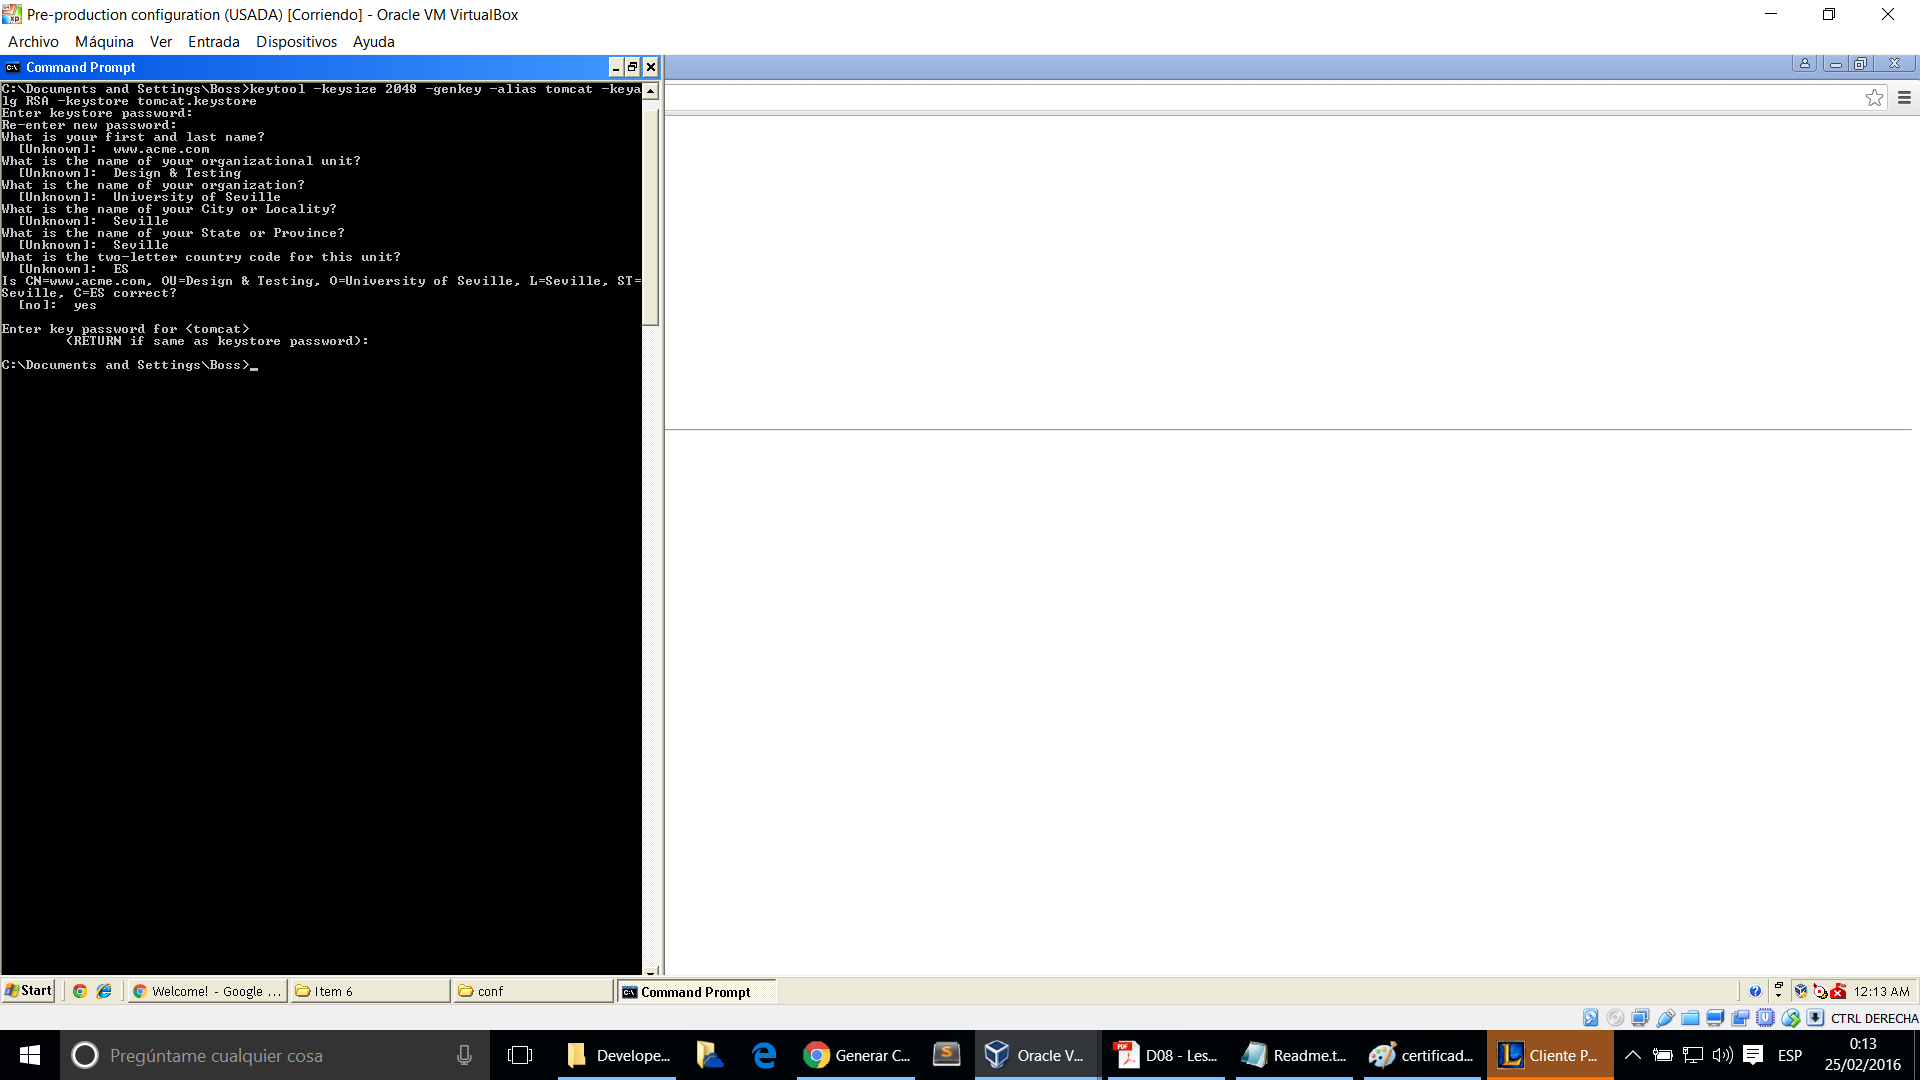 Pre-production configuration (USADA) [Corriendo] - Oracle VM VirtualBox
Archivo Máquina Ver Entrada Dispositivos Ayuda
Command Prompt
C:\Documents and Settings\Boss>keytool -keysize 2048 -genkey -alias tomcat -keya
lg RSA -keystore tomcat.keystore
Enter keystore password:
Re-enter new password:
What is your first and last name?
[Unknown]: www.acme.com
What is the name of your organizational unit?
[Unknown]: Design & Testing
What is the name of your organization?
[Unknown]: University of Seville
What is the name of your City or Locality?
[Unknown]: Seville
What is the name of your State or Province?
[Unknown]: Seville
What is the two-letter country code for this unit?
[Unknown]: ES
Is CN=www.acme.com, OU=Design & Testing, O=University of Seville, L=Seville, ST=
Seville, C=ES correct?
[no]: yes
Enter key password for <tomcat>
(RETURN if same as keystore password):
C:\Documents and Settings\Boss>_
Start Welcome! - Google ... Item 6 conf Command Prompt 12:13 AM
CTRL DERECHA
Pregúntame cualquier cosa Develope... Generar C... Oracle V... D08 - Les... Readme.t... certificad... Cliente P... ESP 0:13
25/02/2016